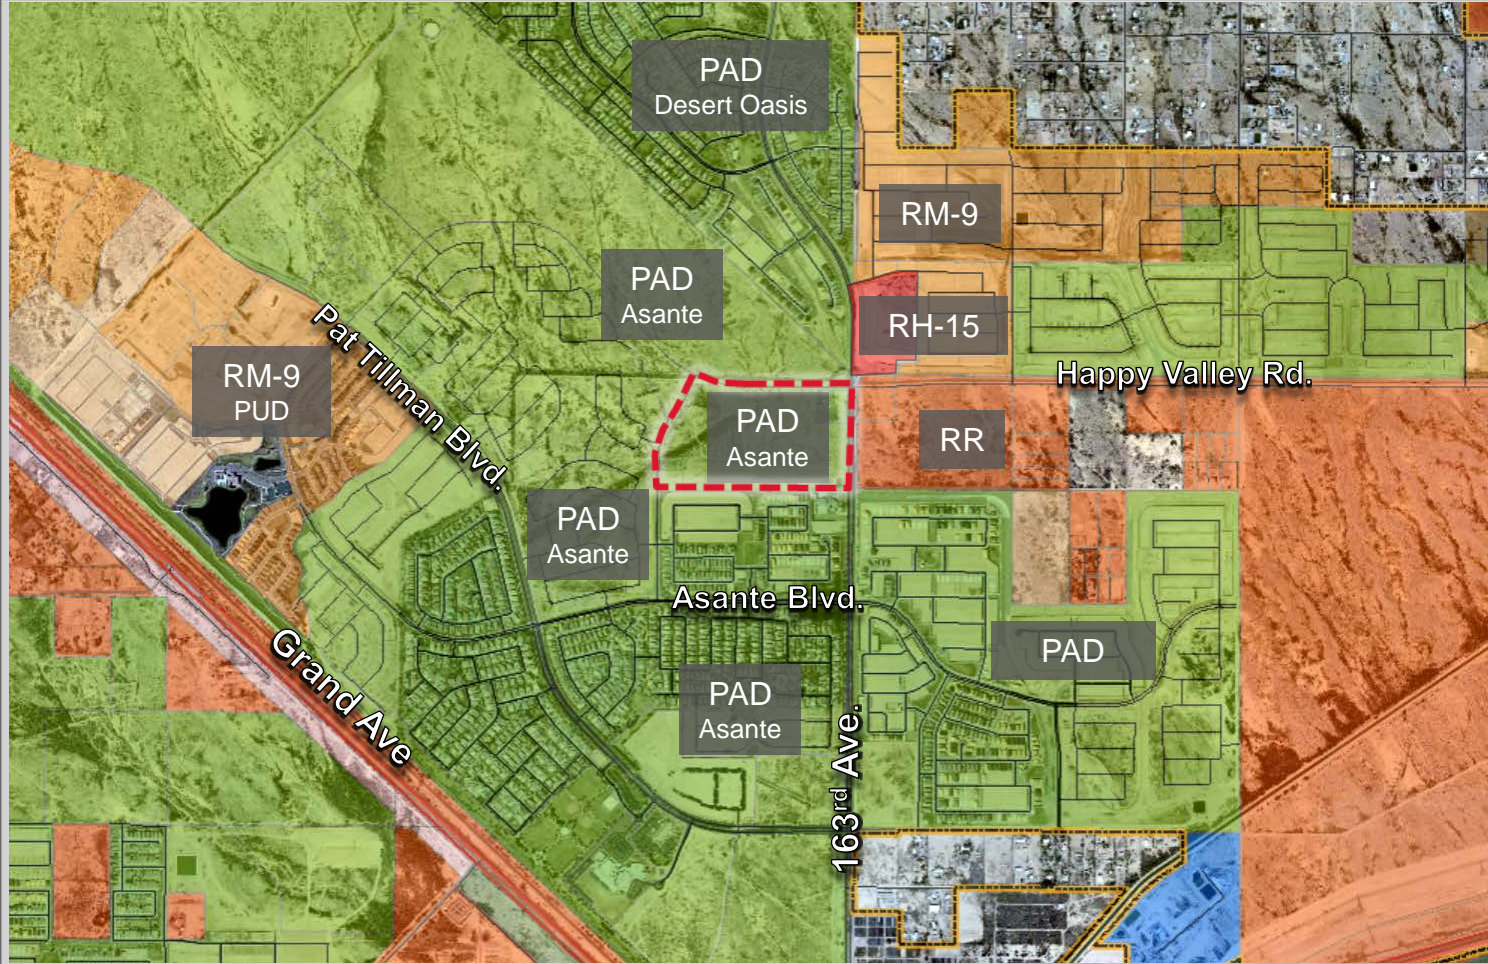 PAD
Desert Oasis
RM-9
PAD
Asante
RH-15
Pat Tillman Blvd.
Happy Valley Rd.
RM-9
PUD
PAD
Asante
RR
PAD
Asante
Asante Blvd.
PAD
Grand Ave
PAD
Asante
163rd Ave.